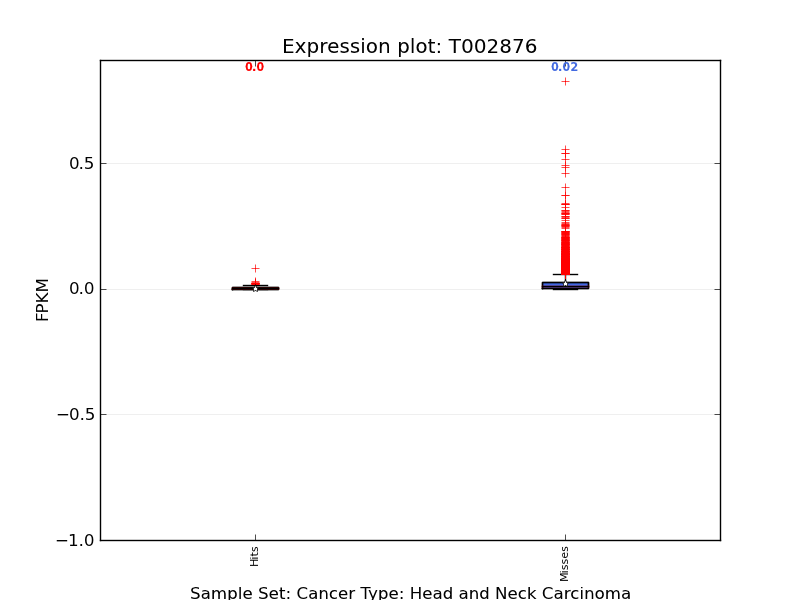 Expression plot: T002876
0.0
0.02
0.5
0.0
−0.5
−1.0
FPKM
Hits
Misses
Sample Set: Cancer Type: Head and Neck Carcinoma